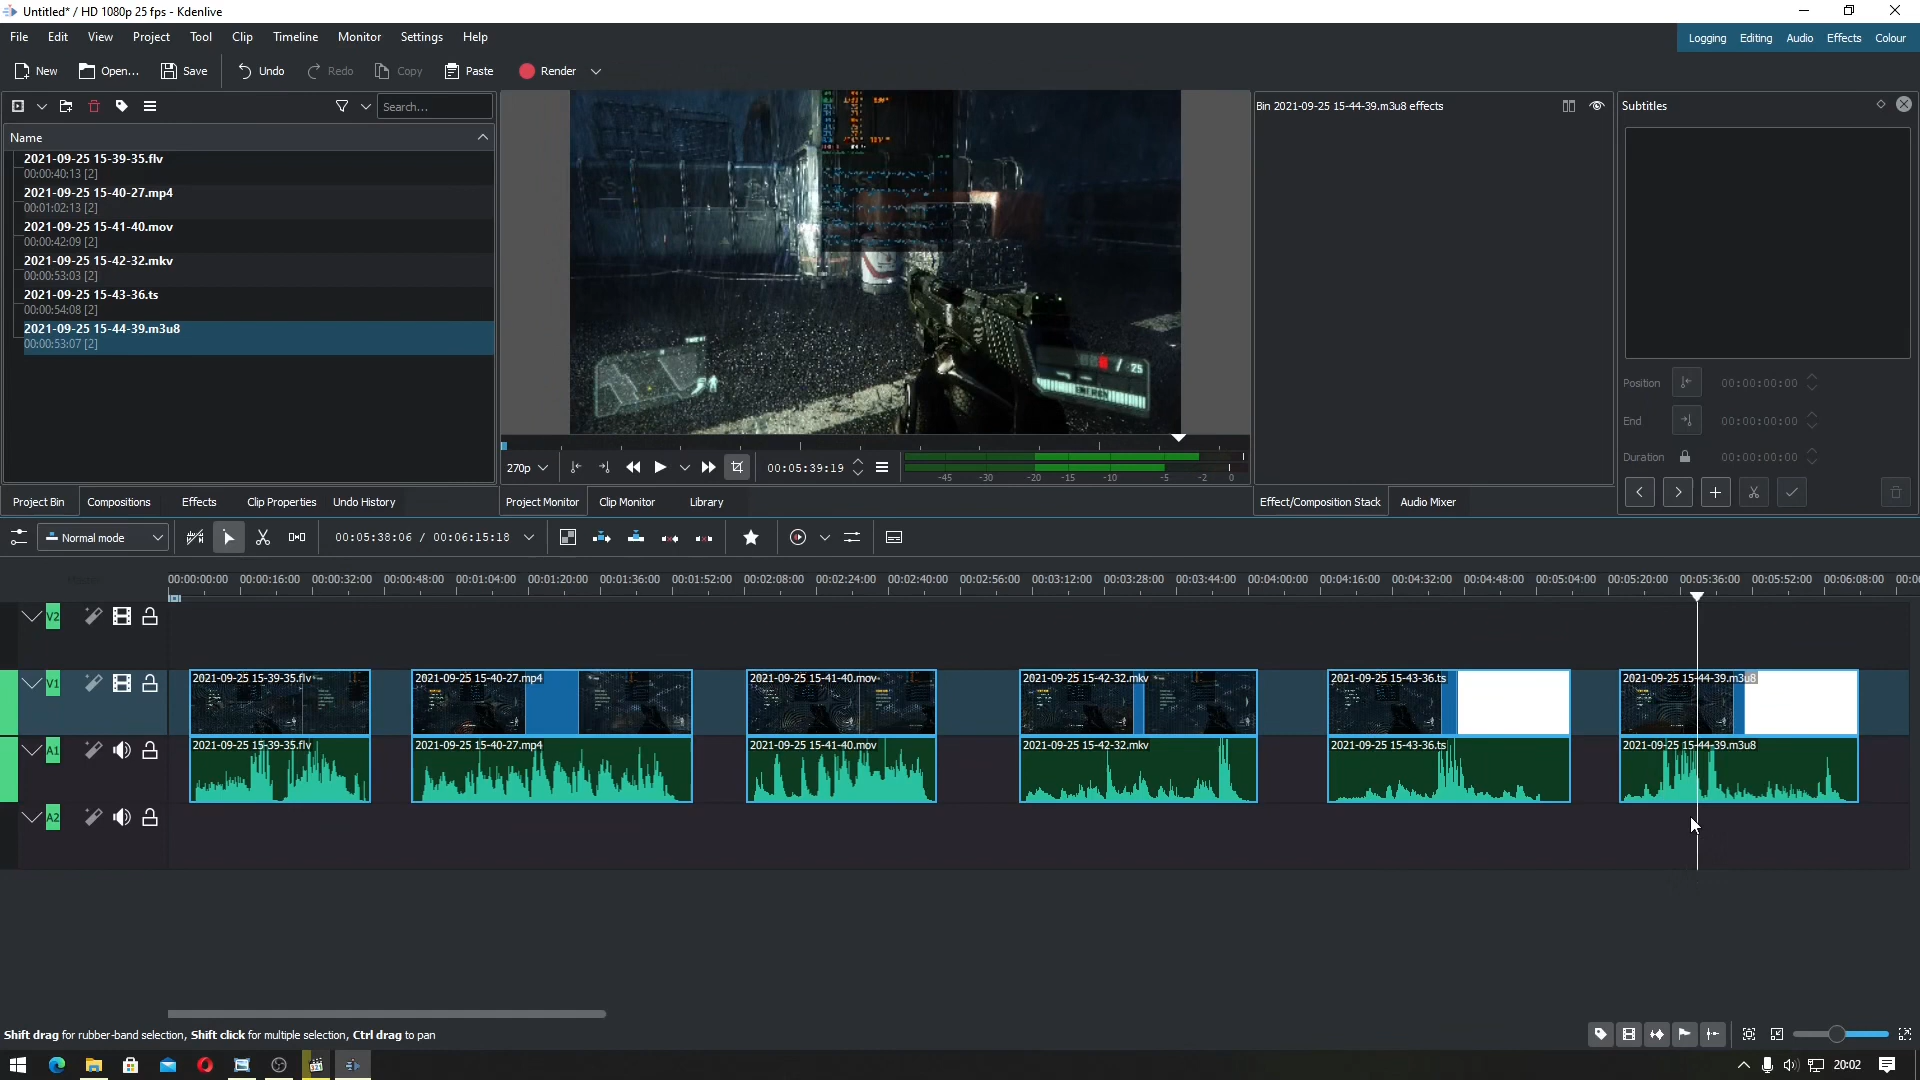 Untitled* / HD 1080p 25 fps - Kdenlive
File Edit View Project Tool Clip Timeline Monitor Settings Help
Logging Editing Audio Effects Colour
New Open... Save Undo Redo Copy Paste Render
Search...
Name
2021-09-25 15-39-35.flv
00:00:40:13 [2]
2021-09-25 15-40-27.mp4
00:01:02:13 [2]
2021-09-25 15-41-40.mov
00:00:42:09 [2]
2021-09-25 15-42-32.mkv
00:00:53:03 [2]
2021-09-25 15-43-36.ts
00:00:54:08 [2]
2021-09-25 15-44-39.m3u8
00:00:53:07 [2]
/ 25
Bin 2021-09-25 15-44-39.m3u8 effects
Subtitles
Position 00:00:00:00
End 00:00:00:00
Duration 00:00:00:00
270p 00:05:39:19
-45 -30 -20 -15 -10 -5 -2 0
Project Bin Compositions Effects Clip Properties Undo History
Project Monitor Clip Monitor Library
Effect/Composition Stack Audio Mixer
Normal mode 00:05:38:06 / 00:06:15:18
Master
00:00:00:00 00:00:16:00 00:00:32:00 00:00:48:00 00:01:04:00 00:01:20:00 00:01:36:00 00:01:52:00 00:02:08:00 00:02:24:00 00:02:40:00 00:02:56:00 00:03:12:00 00:03:28:00 00:03:44:00 00:04:00:00 00:04:16:00 00:04:32:00 00:04:48:00 00:05:04:00 00:05:20:00 00:05:36:00 00:05:52:00 00:06:08:00 00:0
V2
V1 2021-09-25 15-39-35.flv 2021-09-25 15-40-27.mp4 2021-09-25 15-41-40.mov 2021-09-25 15-42-32.mkv 2021-09-25 15-43-36.ts 2021-09-25 15-44-39.m3u8
A1 2021-09-25 15-39-35.flv 2021-09-25 15-40-27.mp4 2021-09-25 15-41-40.mov 2021-09-25 15-42-32.mkv 2021-09-25 15-43-36.ts 2021-09-25 15-44-39.m3u8
A2
Shift drag for rubber-band selection, Shift click for multiple selection, Ctrl drag to pan
20:02